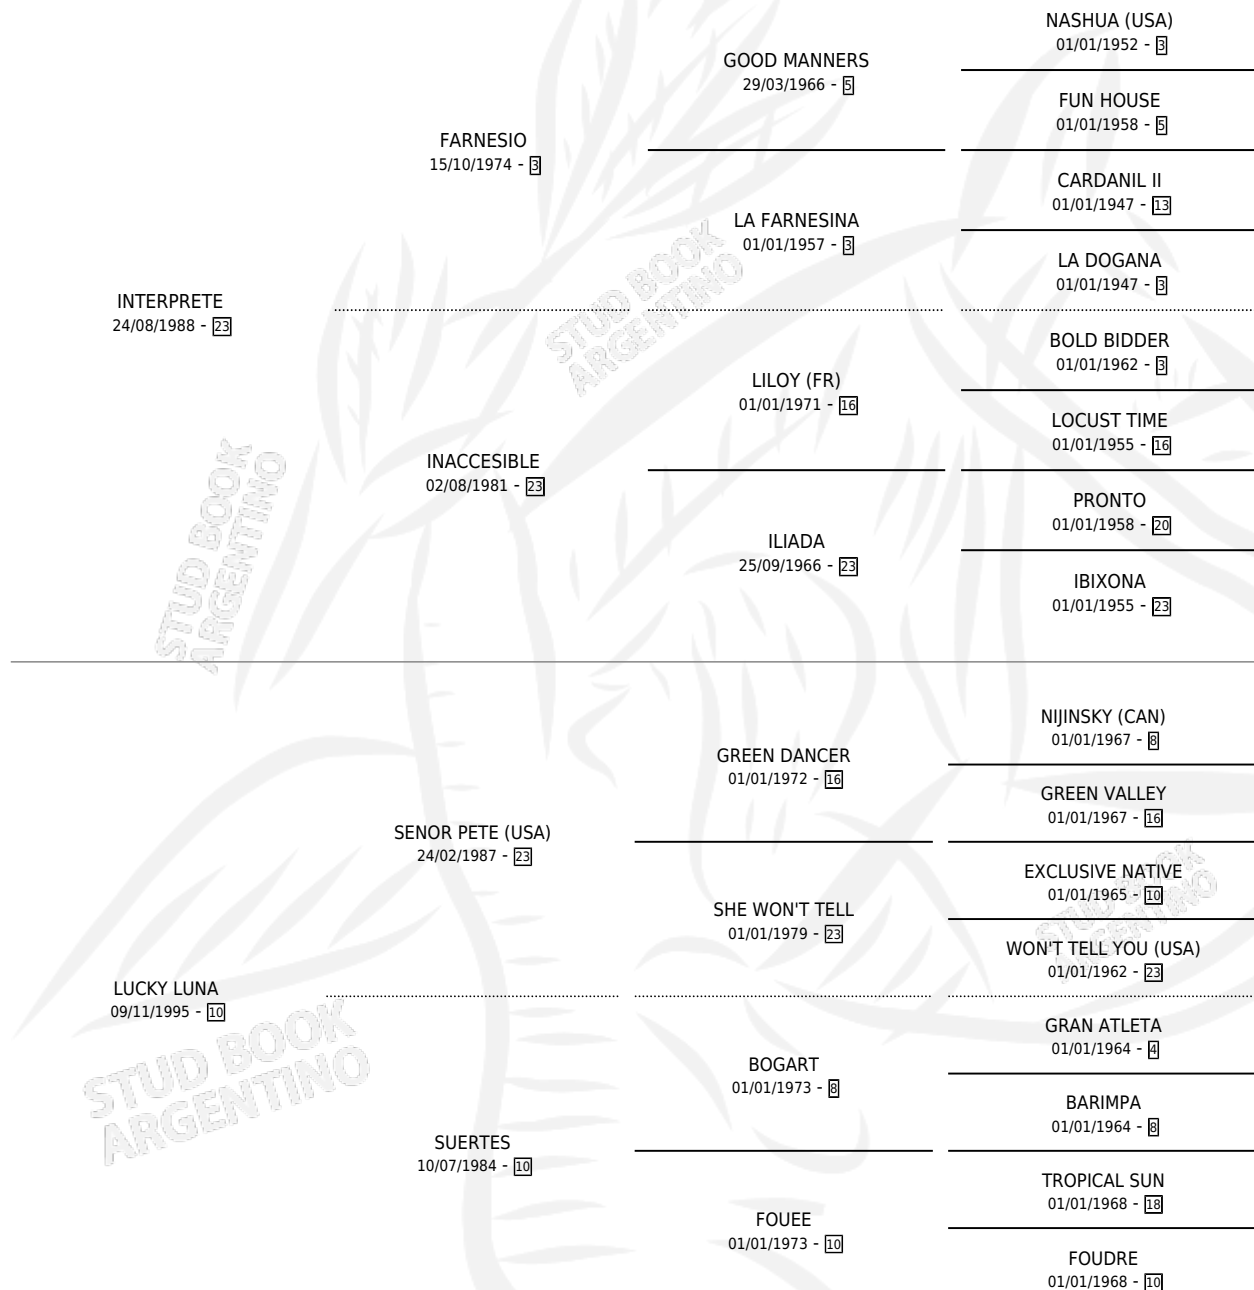 NASHUA (USA)
01/01/1952 - 3
GOOD MANNERS
29/03/1966 - 5
FUN HOUSE
01/01/1958 - 5
FARNESIO
15/10/1974 - 3
CARDANIL II
01/01/1947 - 13
LA FARNESINA
01/01/1957 - 3
LA DOGANA
01/01/1947 - 3
INTERPRETE
24/08/1988 - 23
BOLD BIDDER
01/01/1962 - 3
LILOY (FR)
01/01/1971 - 16
LOCUST TIME
01/01/1955 - 16
INACCESIBLE
02/08/1981 - 23
PRONTO
01/01/1958 - 20
ILIADA
25/09/1966 - 23
IBIXONA
01/01/1955 - 23
STUD BOOK
ARGENTINO
STUD BOOK
ARGENTINO
NIJINSKY (CAN)
01/01/1967 - 8
GREEN DANCER
01/01/1972 - 16
GREEN VALLEY
01/01/1967 - 16
SENOR PETE (USA)
24/02/1987 - 23
EXCLUSIVE NATIVE
01/01/1965 - 10
SHE WON'T TELL
01/01/1979 - 23
WON'T TELL YOU (USA)
01/01/1962 - 23
LUCKY LUNA
09/11/1995 - 10
GRAN ATLETA
01/01/1964 - 4
BOGART
01/01/1973 - 8
BARIMPA
01/01/1964 - 8
SUERTES
10/07/1984 - 10
TROPICAL SUN
01/01/1968 - 18
FOUEE
01/01/1973 - 10
FOUDRE
01/01/1968 - 10
STUD BOOK
ARGENTINO
STUD BOOK
ARGENTINO